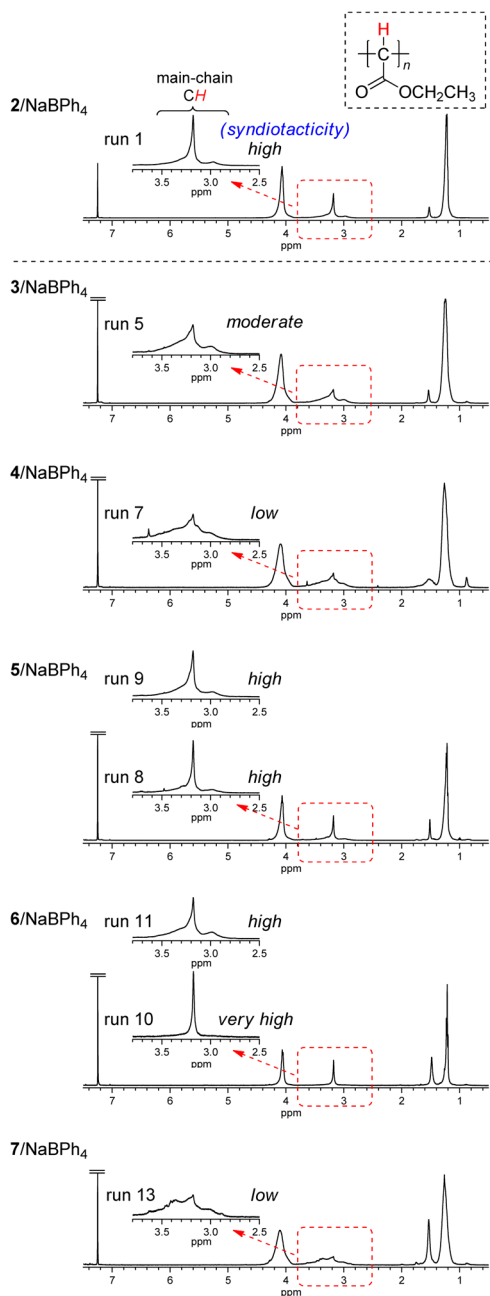 H
C
n
O
OCH2CH3
main-chain
CH
2/NaBPh4
(syndiotacticity)
run 1
high
3.5 3.0 2.5
ppm
7 6 5 4 3 2 1
ppm
3/NaBPh4
run 5
moderate
3.5 3.0 2.5
ppm
7 6 5 4 3 2 1
ppm
4/NaBPh4
run 7
low
3.5 3.0 2.5
ppm
7 6 5 4 3 2 1
ppm
5/NaBPh4
run 9
high
3.5 3.0 2.5
ppm
run 8
high
3.5 3.0 2.5
ppm
7 6 5 4 3 2 1
ppm
6/NaBPh4
run 11
high
3.5 3.0 2.5
ppm
run 10
very high
3.5 3.0 2.5
ppm
7 6 5 4 3 2 1
ppm
7/NaBPh4
run 13
low
3.5 3.0 2.5
ppm
7 6 5 4 3 2 1
ppm